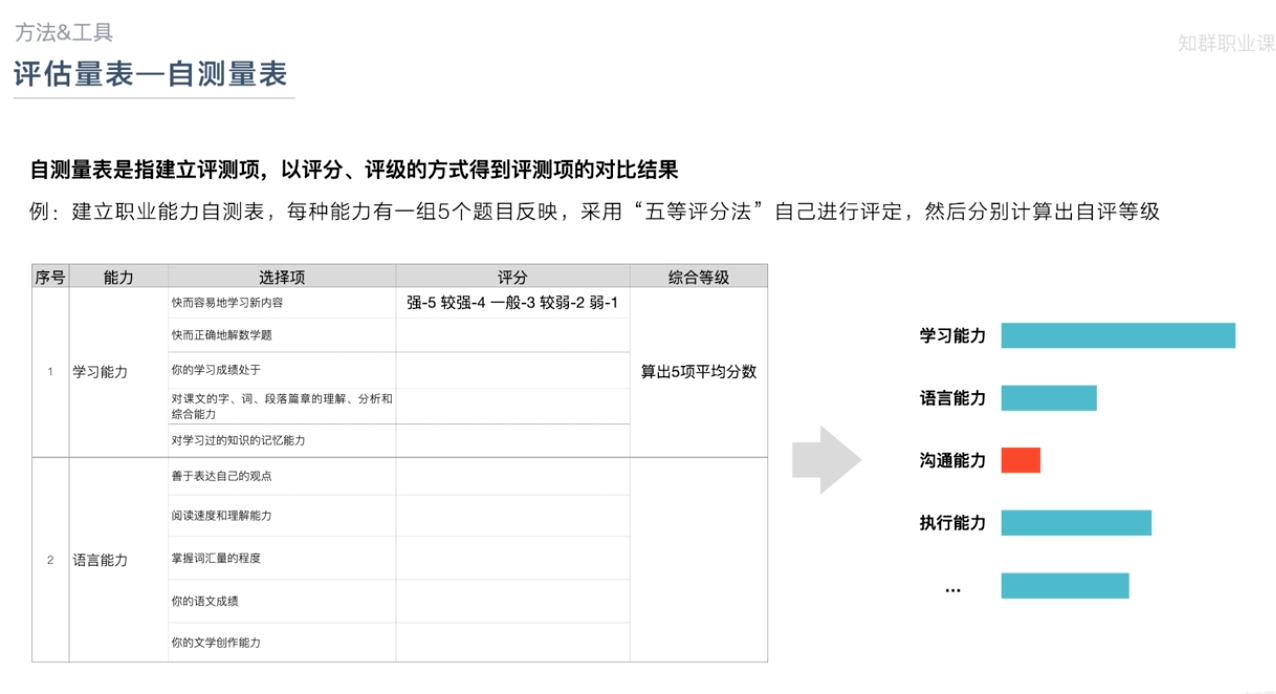 方法&工具
知群职业课
评估量表—自测量表
自测量表是指建立评测项，以评分、评级的方式得到评测项的对比结果
例：建立职业能力自测表，每种能力有一组5个题目反映，采用“五等评分法”自己进行评定，然后分别计算出自评等级
序号 能力 选择项 评分 综合等级
快而容易地学习新内容 强-5 较强-4 一般-3 较弱-2 弱-1
快而正确地解数学题
1 学习能力 你的学习成绩处于 算出5项平均分数
对课文的字、词、段落篇章的理解、分析和
综合能力
对学习过的知识的记忆能力
善于表达自己的观点
阅读速度和理解能力
2 语言能力 掌握词汇量的程度
你的语文成绩
你的文学创作能力
学习能力
语言能力
沟通能力
执行能力
...